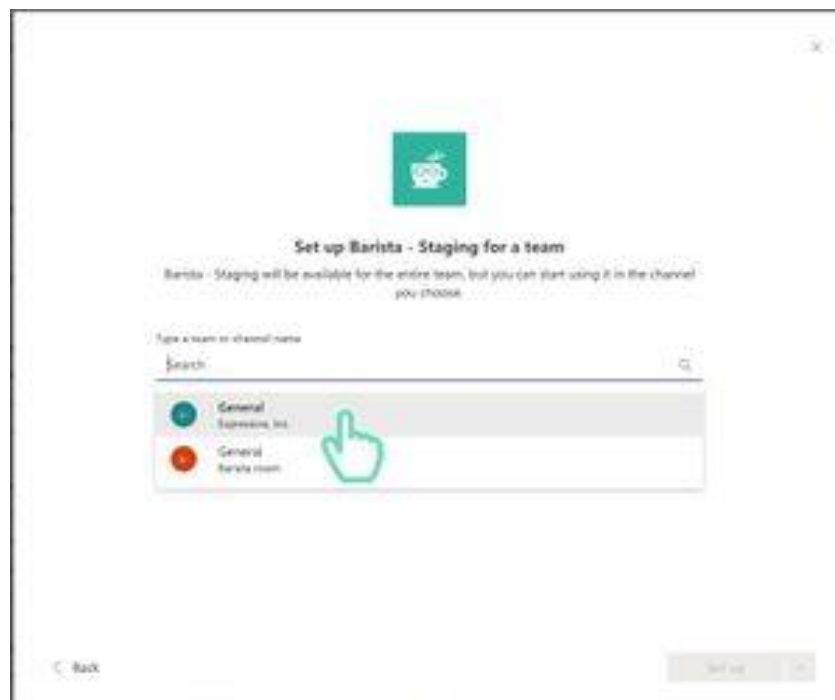 Set up Barista - Staging for a team
Barista - Staging will be available for the entire team, but you can start using it in the channel
you choose.
Type a team or channel name
Search
General
Expressive, Inc.
General
Barista room
Back
Set up